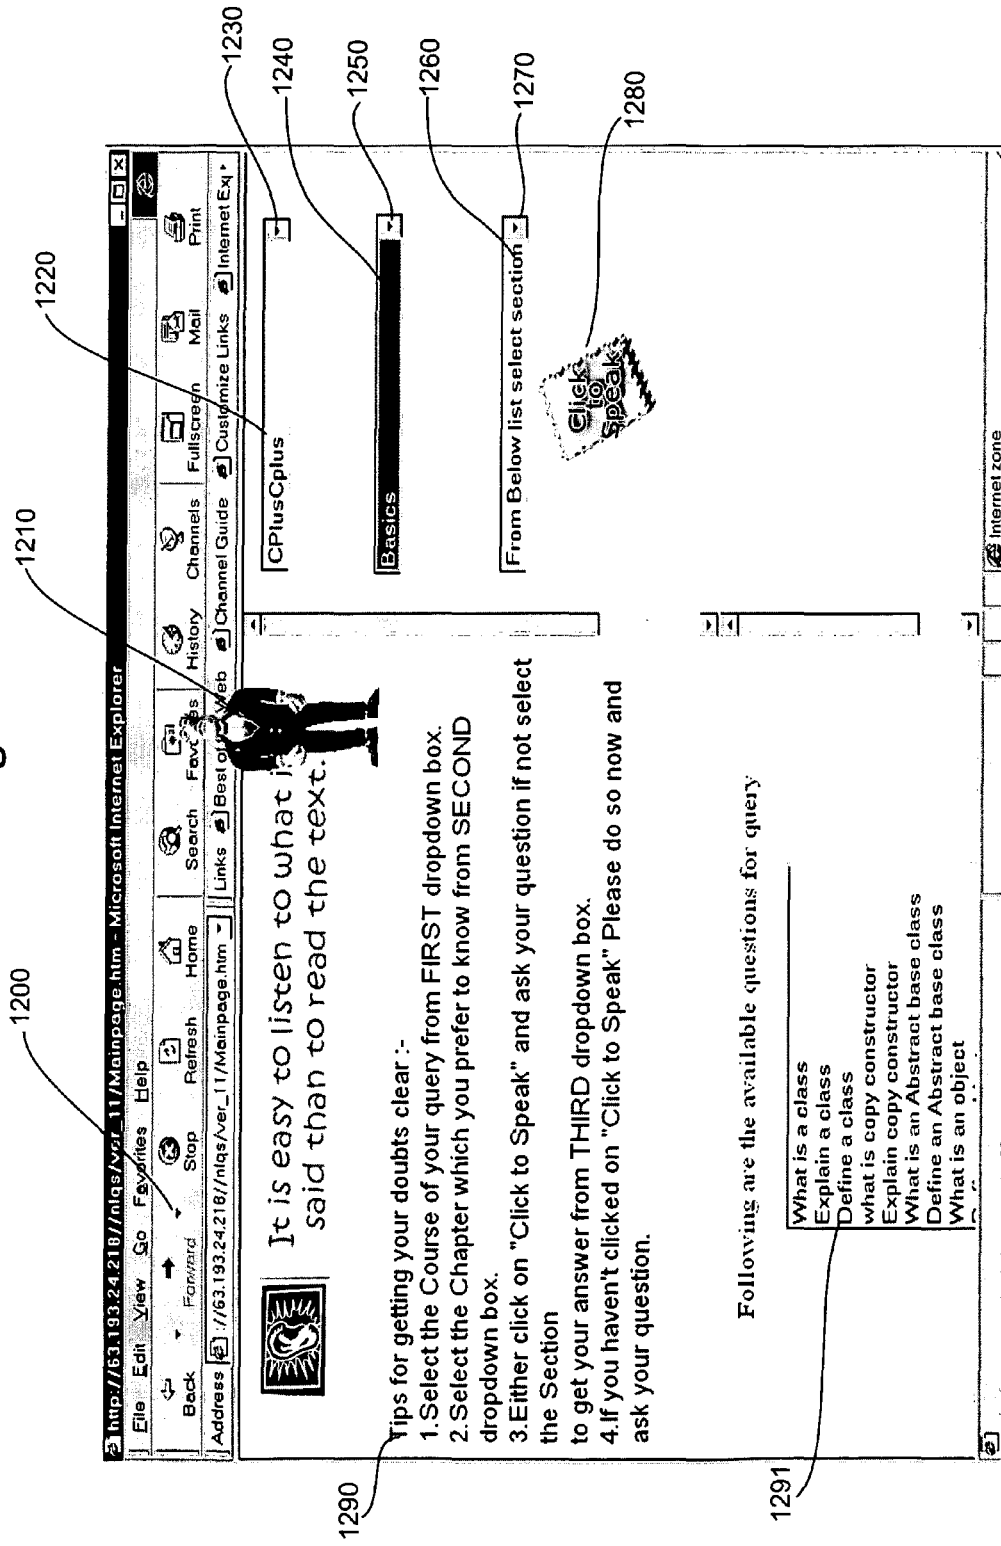 1200
1210
1220
1230
1240
1250
1260
1270
1280
1290
1291
http://63.193.24.218//nlqs/ver_11/Mainpage.htm - Microsoft Internet Explorer
File Edit View Go Favorites Help
Back Forward Stop Refresh Home Search Favorites History Channels Fullscreen Mail Print
Address ://63.193.24.218//nlqs/ver_11/Mainpage.htm Links Best of Web Channel Guide Customize Links Internet Exp
It is easy to listen to what
said than to read the text.
CPlusCplus
Basics
From Below list select section
Click
to
Speak
Tips for getting your doubts clear :-
1.Select the Course of your query from FIRST dropdown box.
2.Select the Chapter which you prefer to know from SECOND
dropdown box.
3.Either click on "Click to Speak" and ask your question if not select
the Section
to get your answer from THIRD dropdown box.
4.If you haven't clicked on "Click to Speak" Please do so now and
ask your question.
Following are the available questions for query
What is a class
Explain a class
Define a class
what is copy constructor
Explain copy constructor
What is an Abstract base class
Define an Abstract base class
What is an object
Internet zone